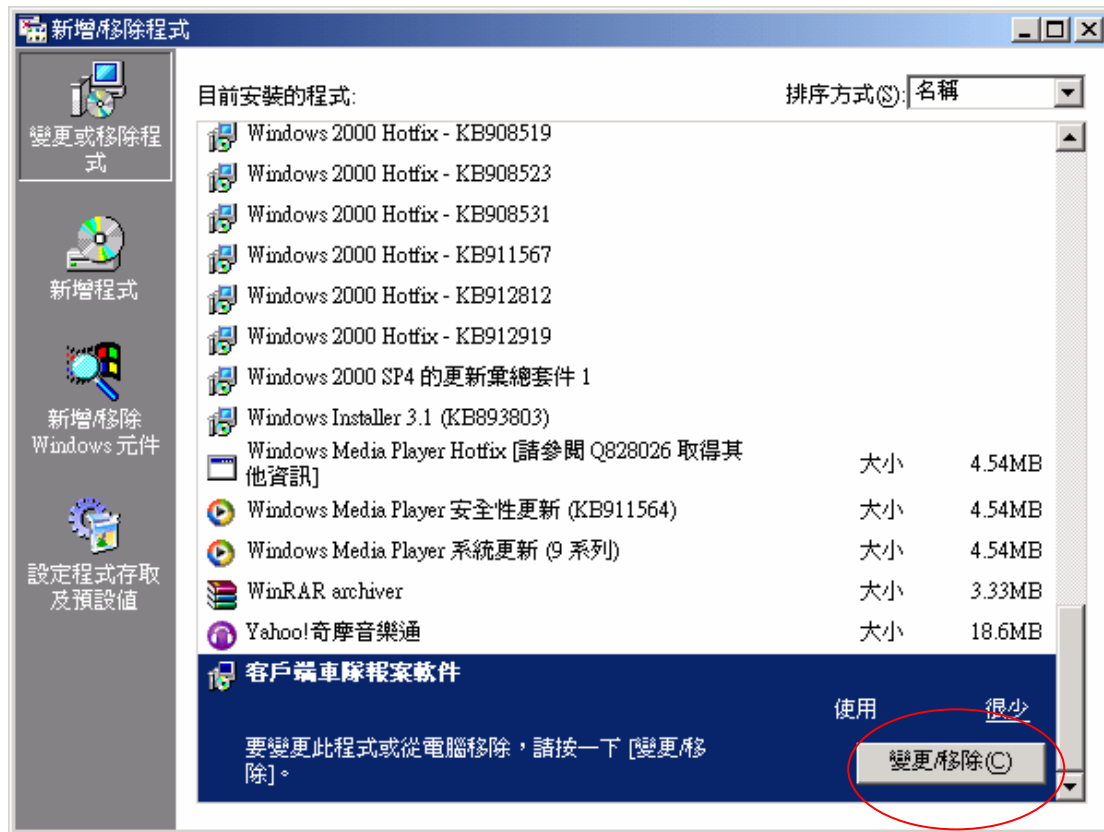 新增/移除程式
變更或移除程
式
新增程式
新增/移除
Windows 元件
設定程式存取
及預設值
目前安裝的程式:
排序方式(S): 名稱
Windows 2000 Hotfix - KB908519
Windows 2000 Hotfix - KB908523
Windows 2000 Hotfix - KB908531
Windows 2000 Hotfix - KB911567
Windows 2000 Hotfix - KB912812
Windows 2000 Hotfix - KB912919
Windows 2000 SP4 的更新彙總套件 1
Windows Installer 3.1 (KB893803)
Windows Media Player Hotfix [請參閱 Q828026 取得其
他資訊] 大小 4.54MB
Windows Media Player 安全性更新 (KB911564) 大小 4.54MB
Windows Media Player 系統更新 (9 系列) 大小 4.54MB
WinRAR archiver 大小 3.33MB
Yahoo!奇摩音樂通 大小 18.6MB
客戶端車隊報案軟件
使用 很少
要變更此程式或從電腦移除，請按一下 [變更/移
除]。
變更/移除(C)